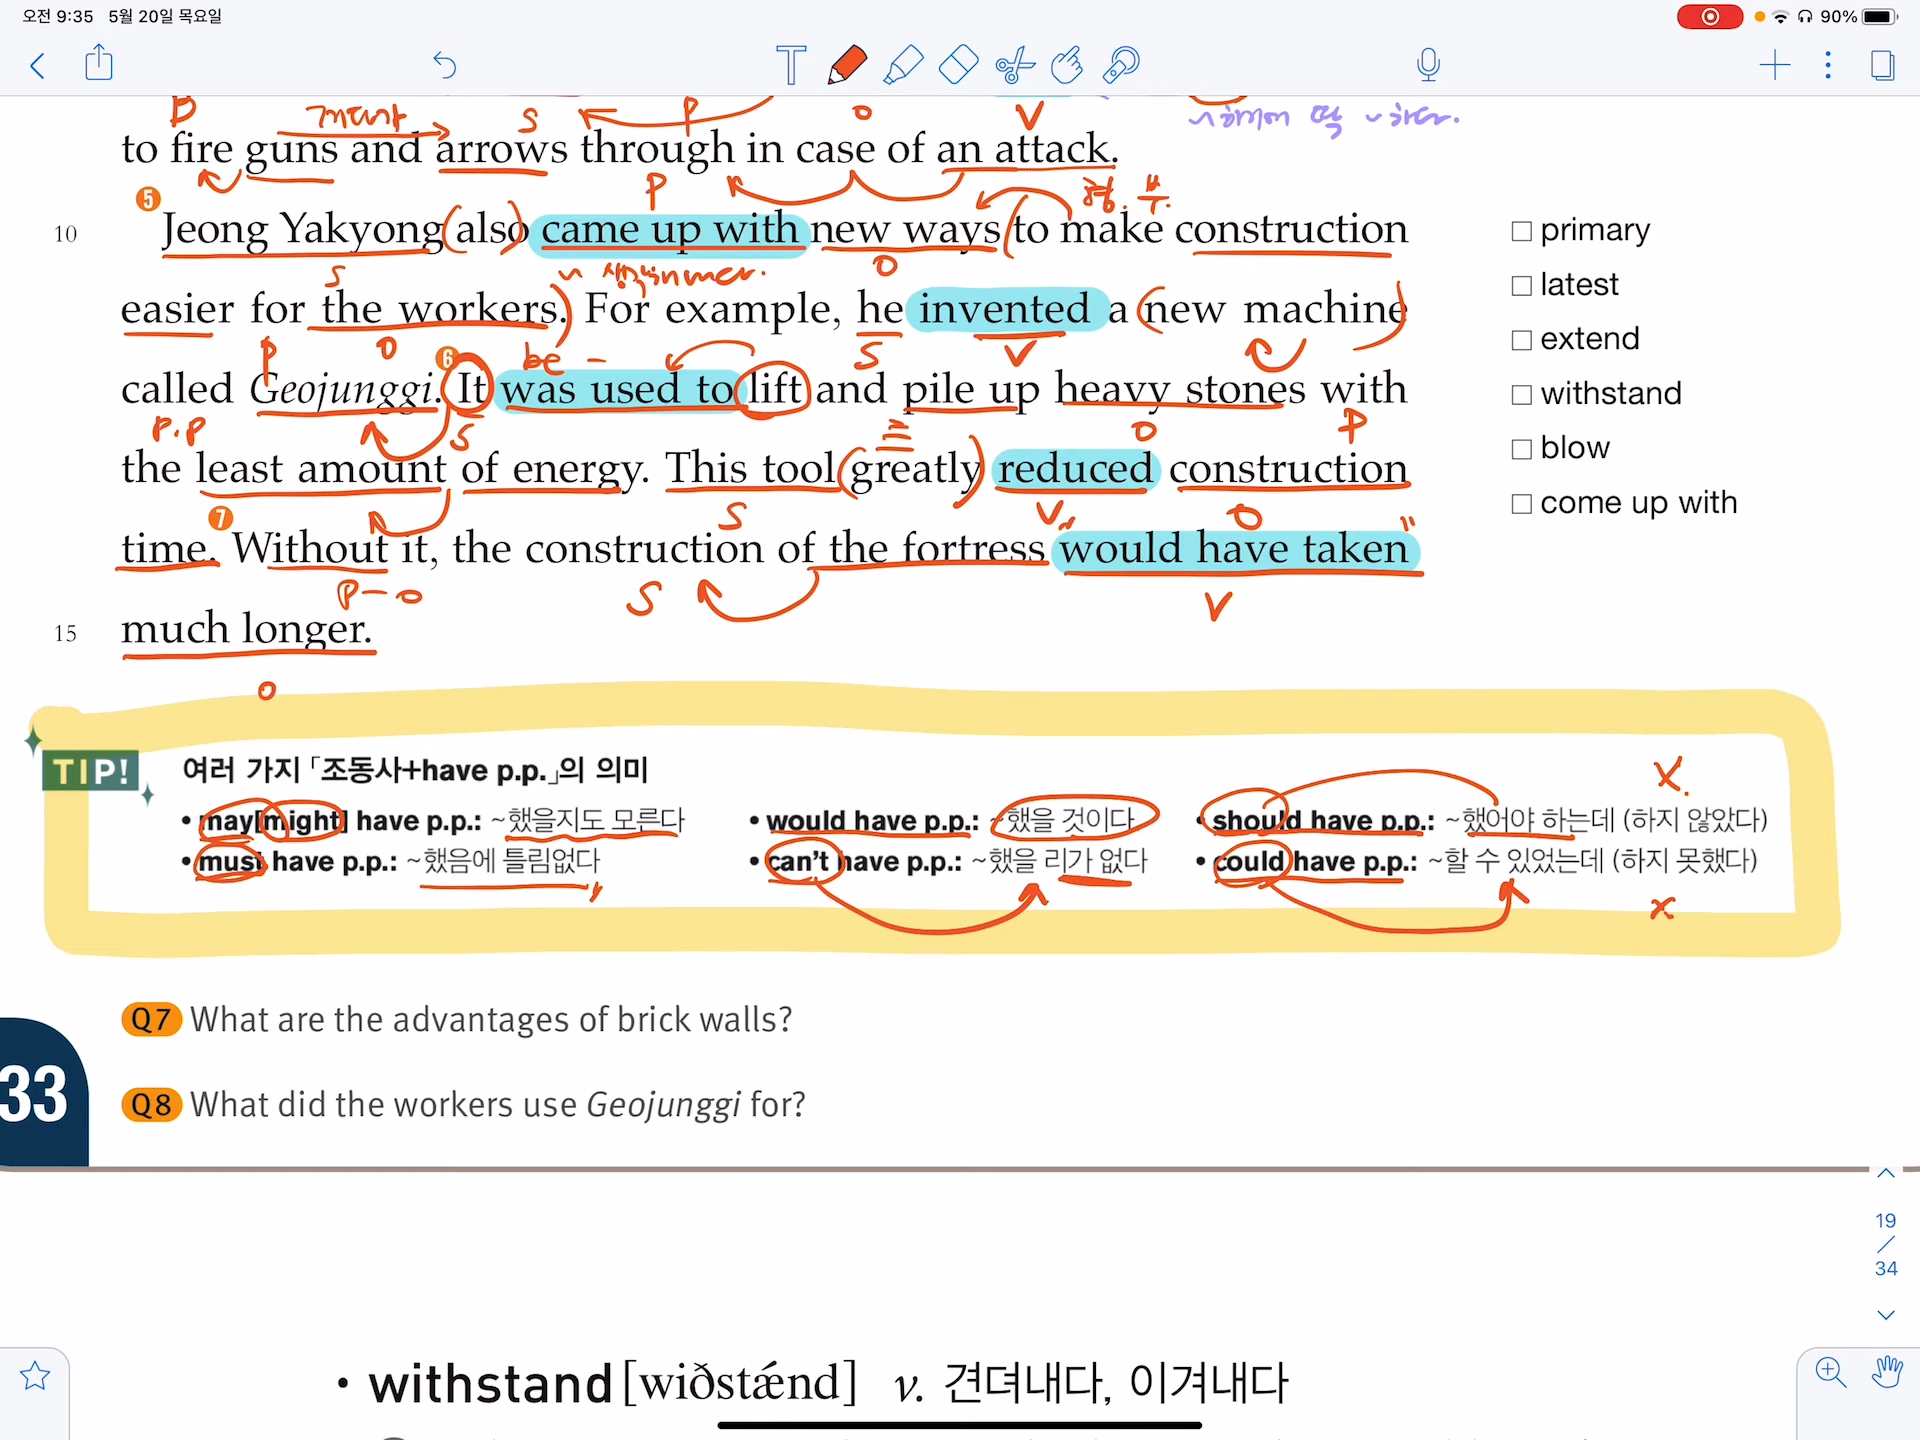 오전 9:35 5월 20일 목요일
90%
T
B S P O V
to fire guns and arrows through in case of an attack.
P
5
10 Jeong Yakyong also came up with new ways to make construction
primary
S O
latest
easier for the workers. For example, he invented a new machine
P O be – S V
extend
6
called Geojunggi. It was used to lift and pile up heavy stones with
withstand
p.p S O P
the least amount of energy. This tool greatly reduced construction
blow
S V O
7
come up with
time. Without it, the construction of the fortress would have taken
P – O S V
15 much longer.
O
TIP!
여러 가지 「조동사+have p.p.」의 의미
X
• may[might] have p.p.: ~했을지도 모른다 • would have p.p.: ~했을 것이다 • should have p.p.: ~했어야 하는데 (하지 않았다)
• must have p.p.: ~했음에 틀림없다 • can't have p.p.: ~했을 리가 없다 • could have p.p.: ~할 수 있었는데 (하지 못했다)
x
Q7 What are the advantages of brick walls?
33
Q8 What did the workers use Geojunggi for?
19
/
34
• withstand [wiðstǽnd] v. 견뎌내다, 이겨내다